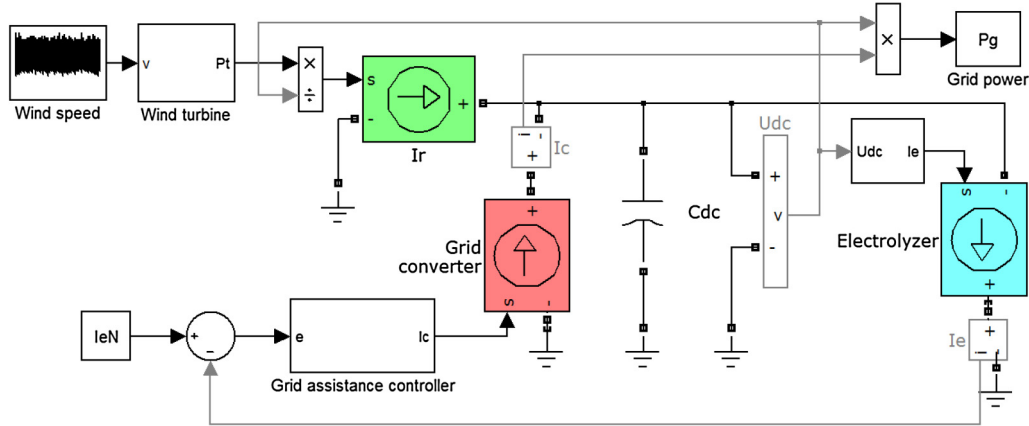 Wind speed
v Pt
Wind turbine
×
÷
s
-
+
Ir
×
Pg
Grid power
i -
+
Ic
+
s -
Grid
converter
Cdc
Udc
+
v
-
Udc Ie
s -
+
Electrolyzer
Ie
+
i -
IeN
+
−
e Ic
Grid assistance controller